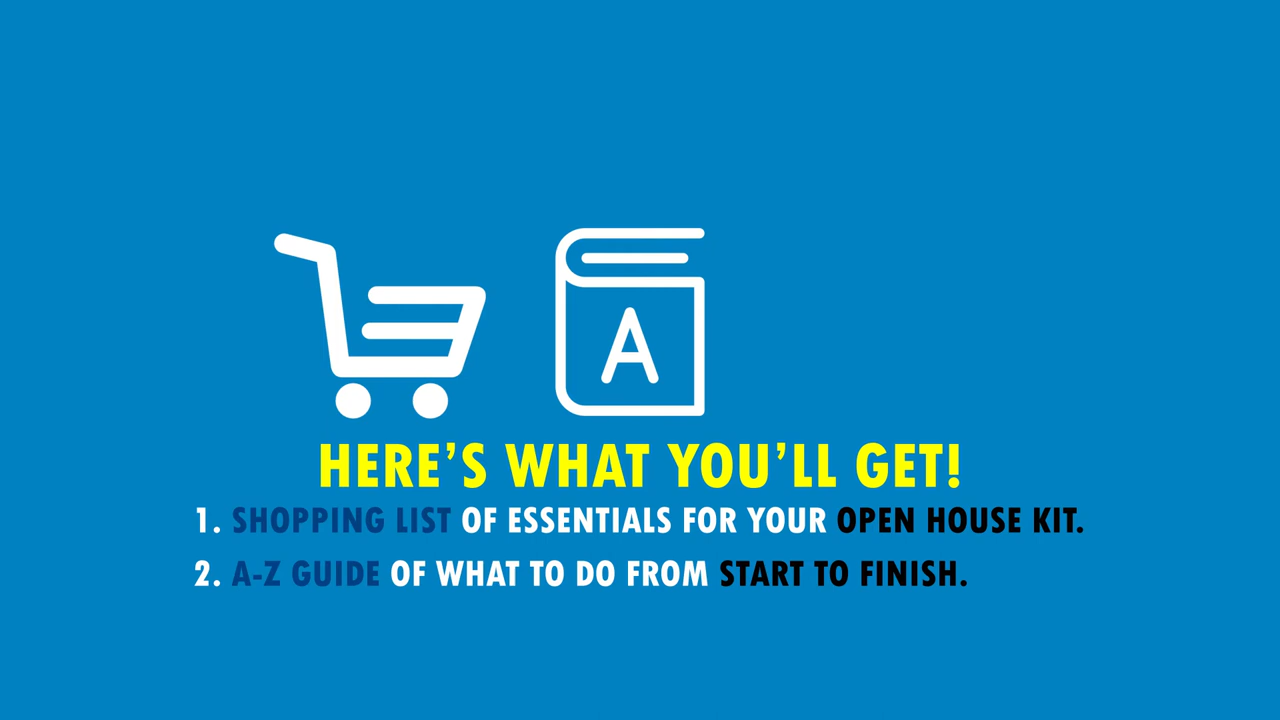 A
HERE’S WHAT YOU’LL GET!
1. SHOPPING LIST OF ESSENTIALS FOR YOUR OPEN HOUSE KIT.
2. A-Z GUIDE OF WHAT TO DO FROM START TO FINISH.